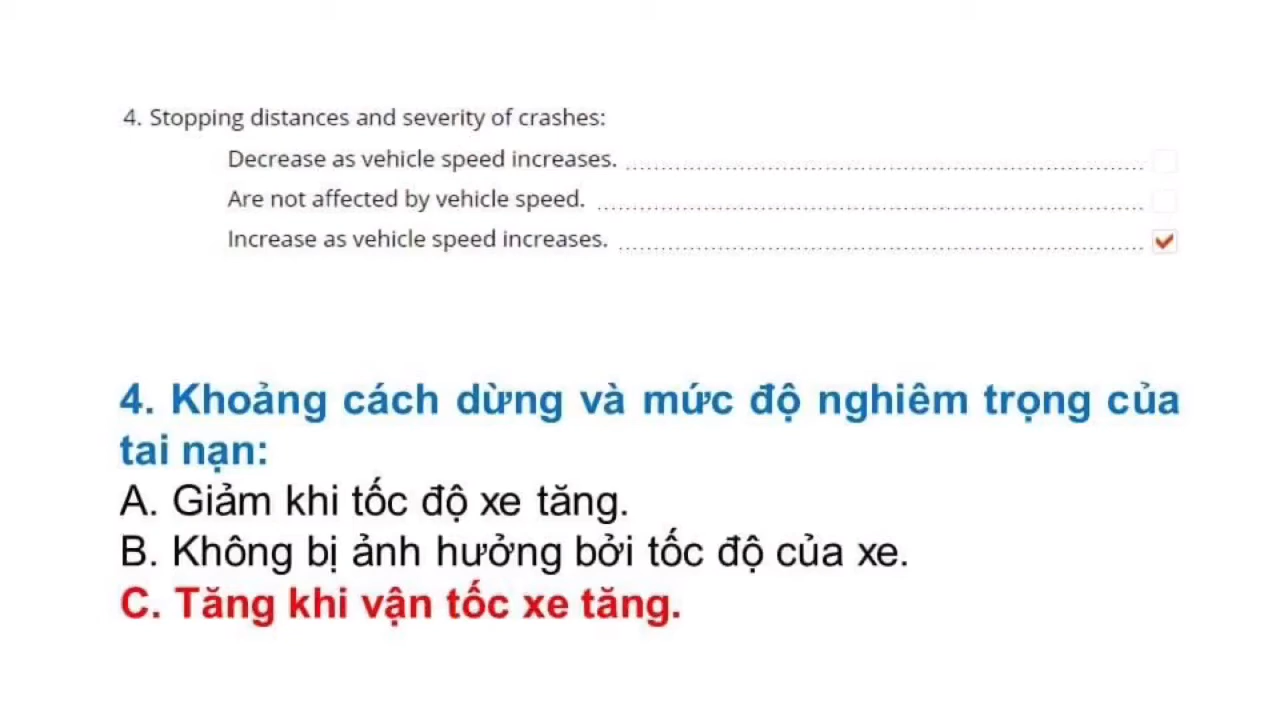 4. Stopping distances and severity of crashes:
Decrease as vehicle speed increases. ........................................................................................
Are not affected by vehicle speed. ........................................................................................
Increase as vehicle speed increases. ........................................................................................
4. Khoảng cách dừng và mức độ nghiêm trọng của
tai nạn:
A. Giảm khi tốc độ xe tăng.
B. Không bị ảnh hưởng bởi tốc độ của xe.
C. Tăng khi vận tốc xe tăng.